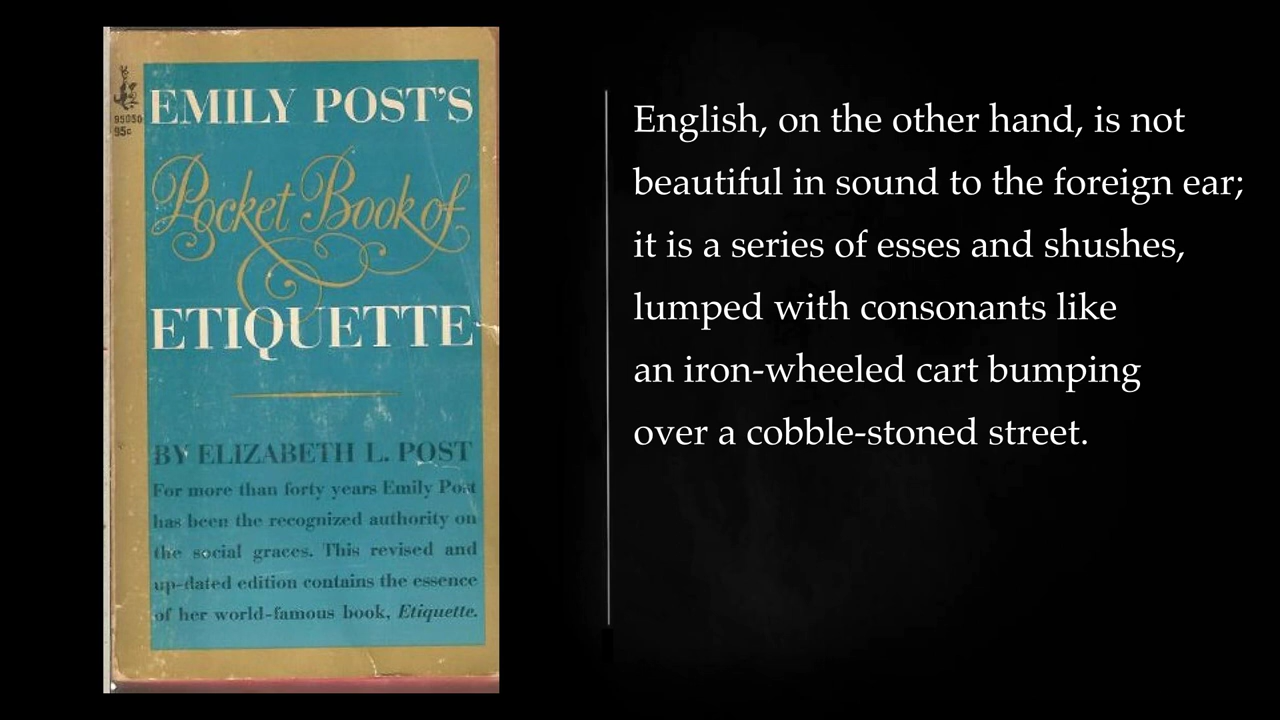 EMILY POST'S
Pocket Book of
ETIQUETTE
95050
95c
BY ELIZABETH L. POST
For more than forty years Emily Post
has been the recognized authority on
the social graces. This revised and
up-dated edition contains the essence
of her world-famous book, Etiquette.
English, on the other hand, is not
beautiful in sound to the foreign ear;
it is a series of esses and shushes,
lumped with consonants like
an iron-wheeled cart bumping
over a cobble-stoned street.